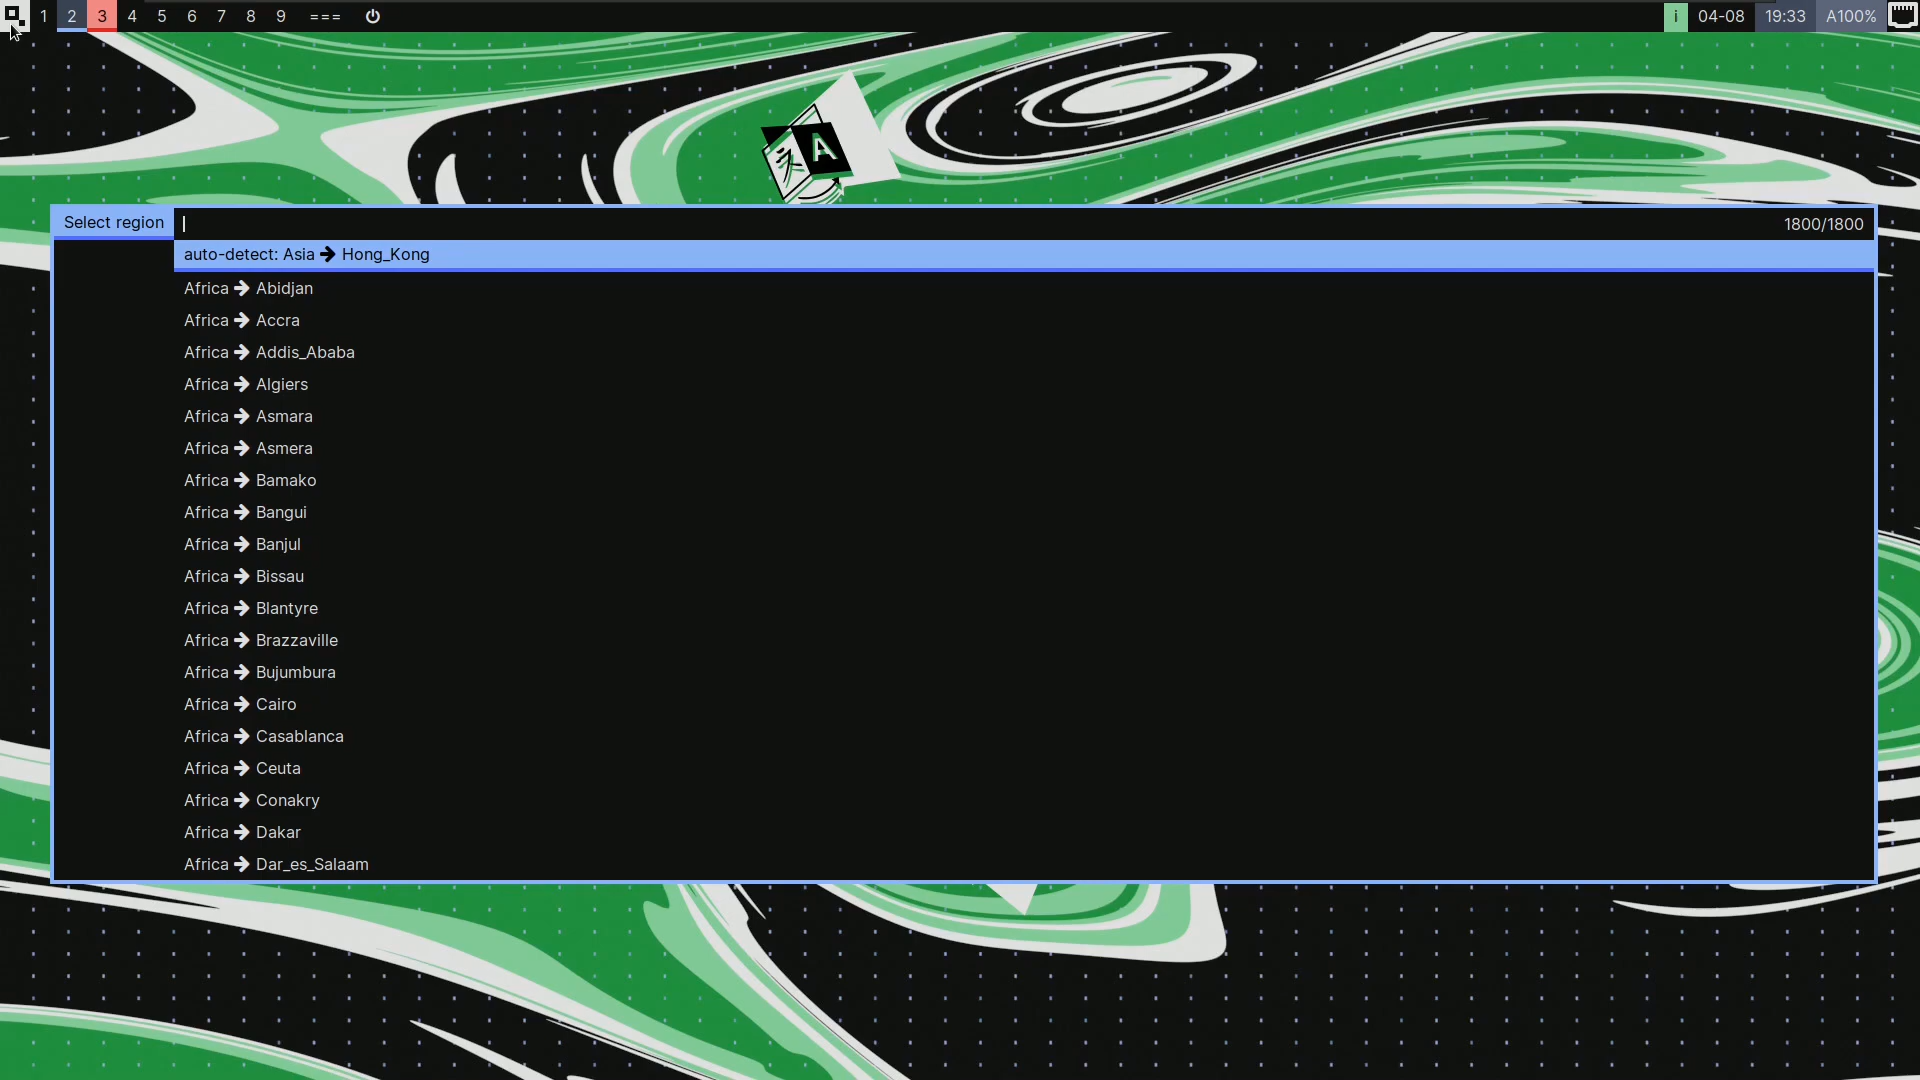 1 2 3 4 5 6 7 8 9 === i 04-08 19:33 A100%
A
Select region 1800/1800
auto-detect: Asia → Hong_Kong
Africa → Abidjan
Africa → Accra
Africa → Addis_Ababa
Africa → Algiers
Africa → Asmara
Africa → Asmera
Africa → Bamako
Africa → Bangui
Africa → Banjul
Africa → Bissau
Africa → Blantyre
Africa → Brazzaville
Africa → Bujumbura
Africa → Cairo
Africa → Casablanca
Africa → Ceuta
Africa → Conakry
Africa → Dakar
Africa → Dar_es_Salaam